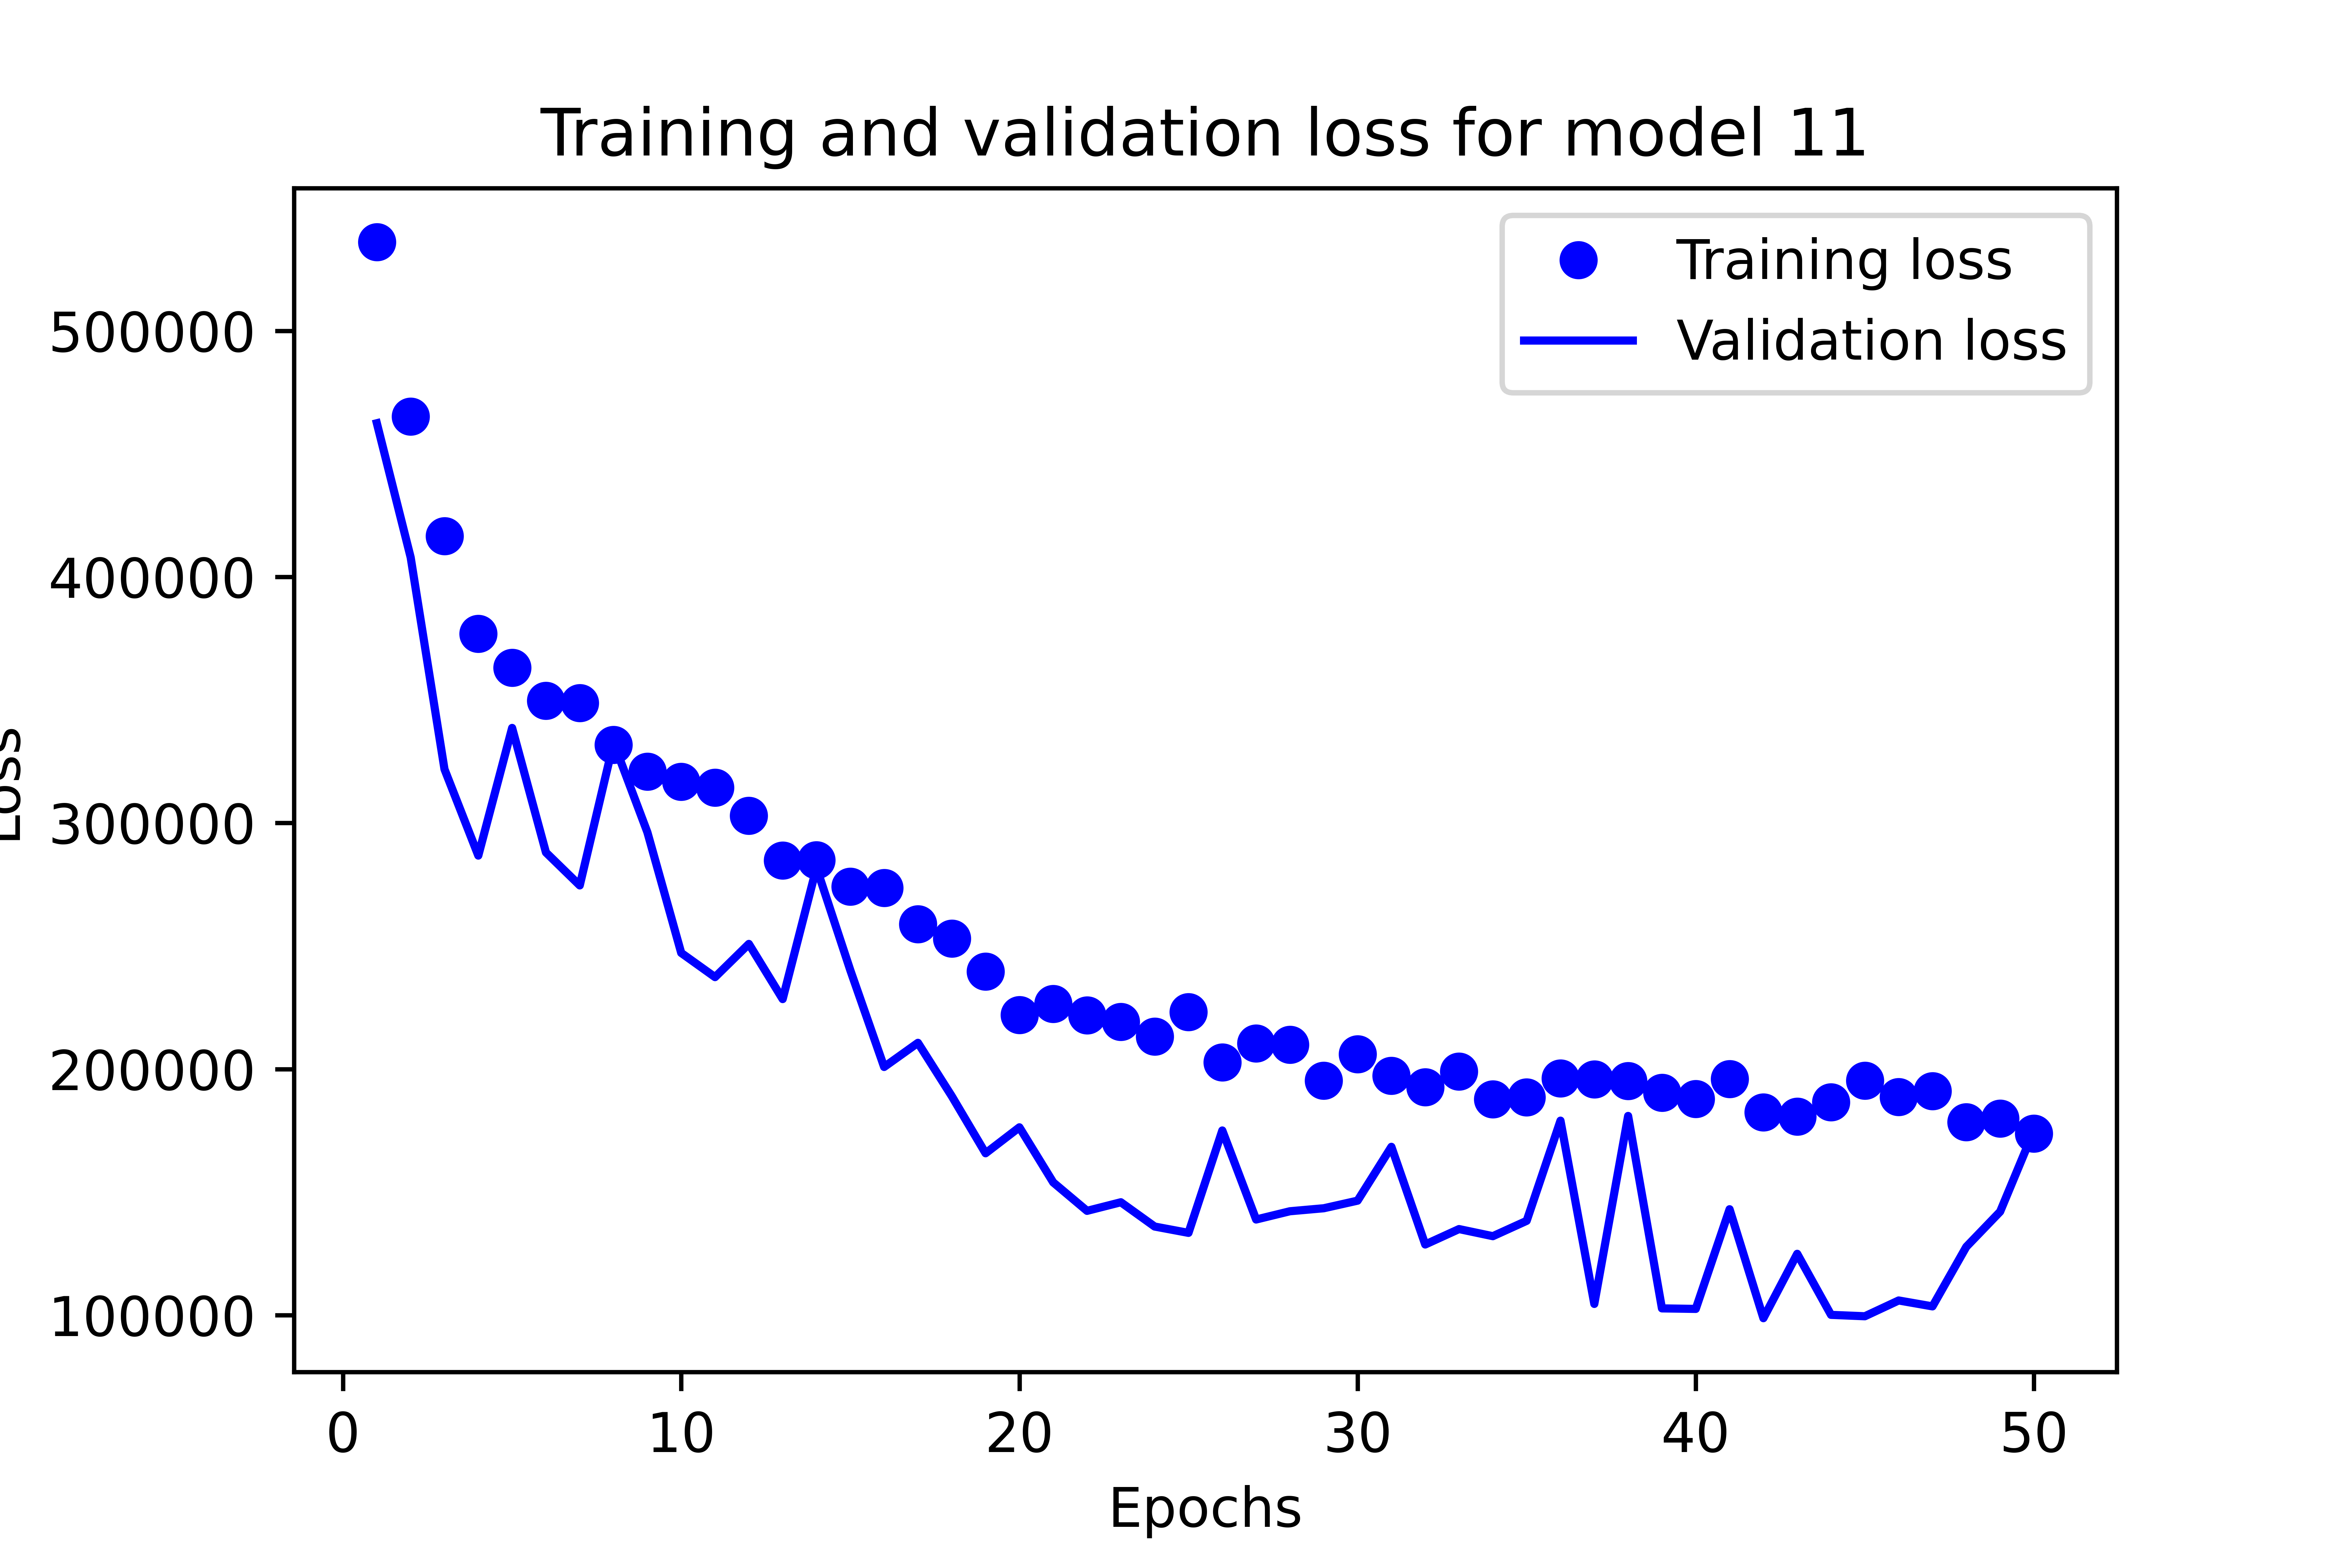 Training and validation loss for model 11
Training loss
Validation loss
500000
400000
300000
200000
100000
Loss
0 10 20 30 40 50
Epochs